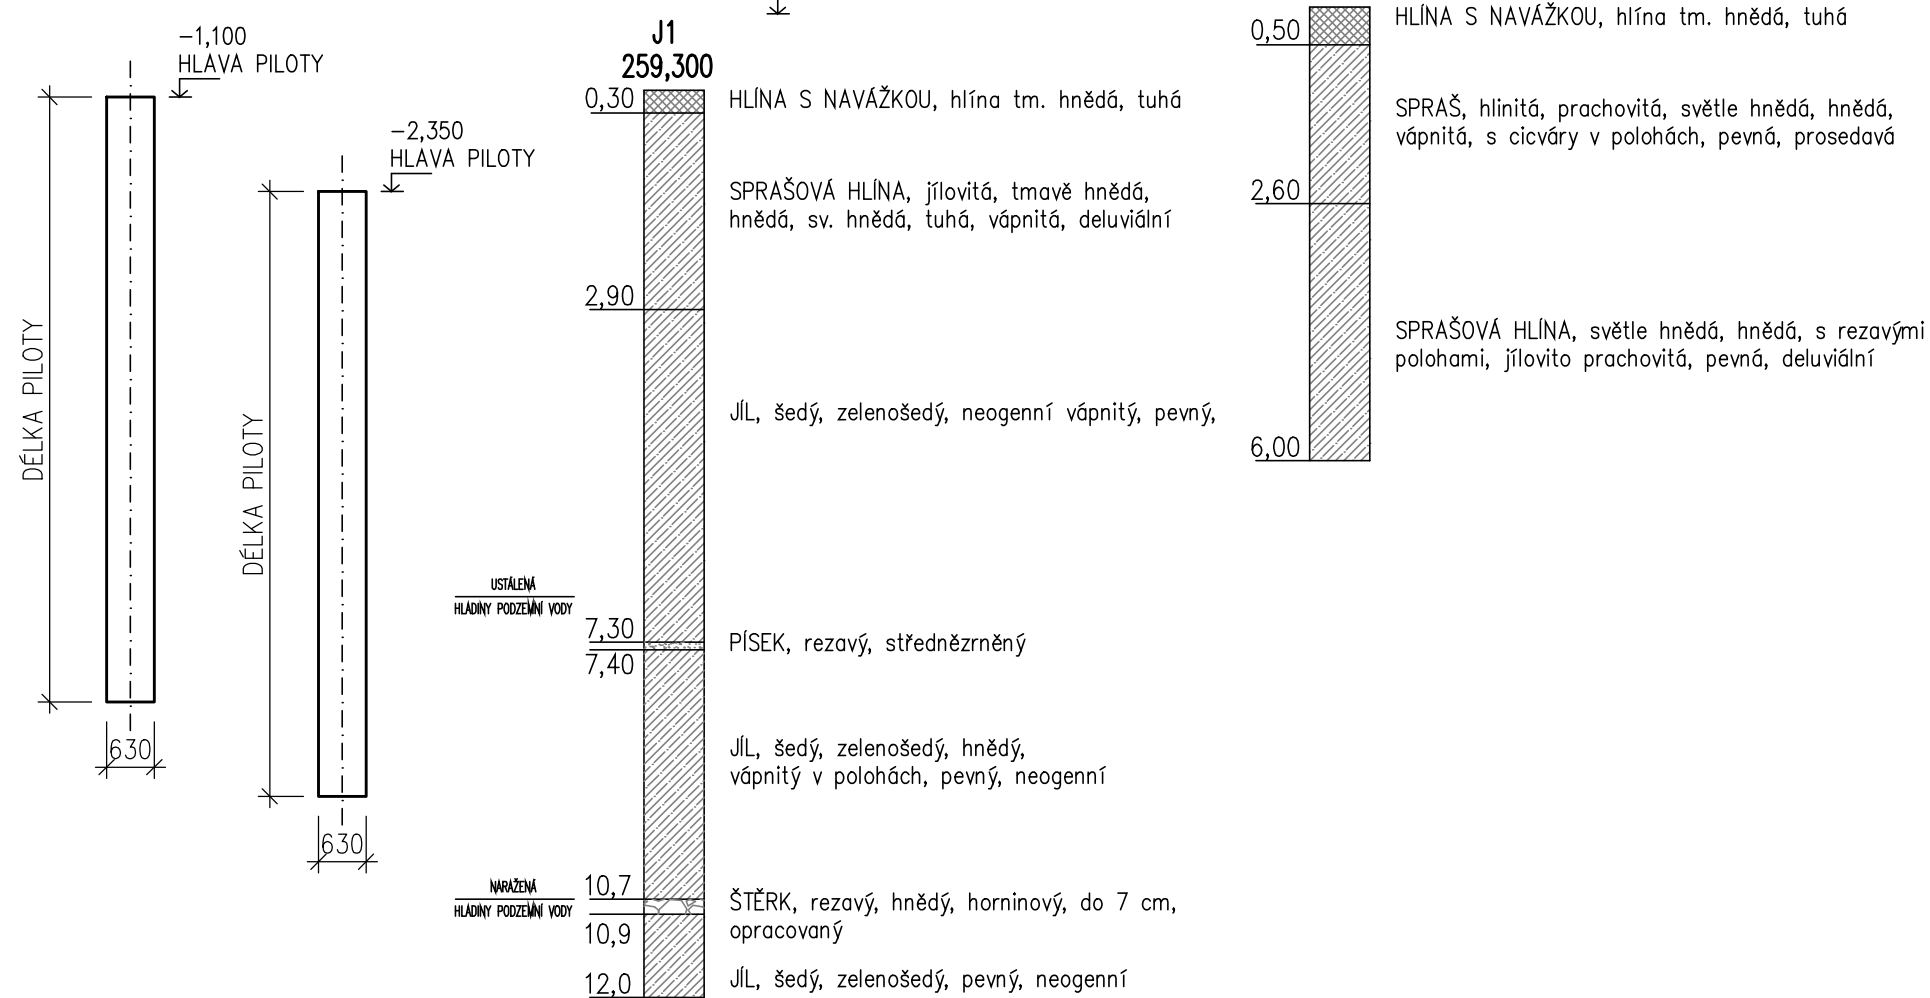 -1,100
HLAVA PILOTY
DÉLKA PILOTY
630
-2,350
HLAVA PILOTY
DÉLKA PILOTY
630
J1
259,300
0,30
HLÍNA S NAVÁŽKOU, hlína tm. hnědá, tuhá
SPRAŠOVÁ HLÍNA, jílovitá, tmavě hnědá,
hnědá, sv. hnědá, tuhá, vápnitá, deluviální
2,90
JÍL, šedý, zelenošedý, neogenní vápnitý, pevný,
USTÁLENÁ
HLADINY PODZEMNÍ VODY
7,30
PÍSEK, rezavý, střednězrněný
7,40
JÍL, šedý, zelenošedý, hnědý,
vápnitý v polohách, pevný, neogenní
NARAŽENÁ
HLADINY PODZEMNÍ VODY
10,7
ŠTĚRK, rezavý, hnědý, horninový, do 7 cm,
opracovaný
10,9
JÍL, šedý, zelenošedý, pevný, neogenní
12,0
HLÍNA S NAVÁŽKOU, hlína tm. hnědá, tuhá
0,50
SPRAŠ, hlinitá, prachovitá, světle hnědá, hnědá,
vápnitá, s cicváry v polohách, pevná, prosedavá
2,60
SPRAŠOVÁ HLÍNA, světle hnědá, hnědá, s rezavými
polohami, jílovito prachovitá, pevná, deluviální
6,00